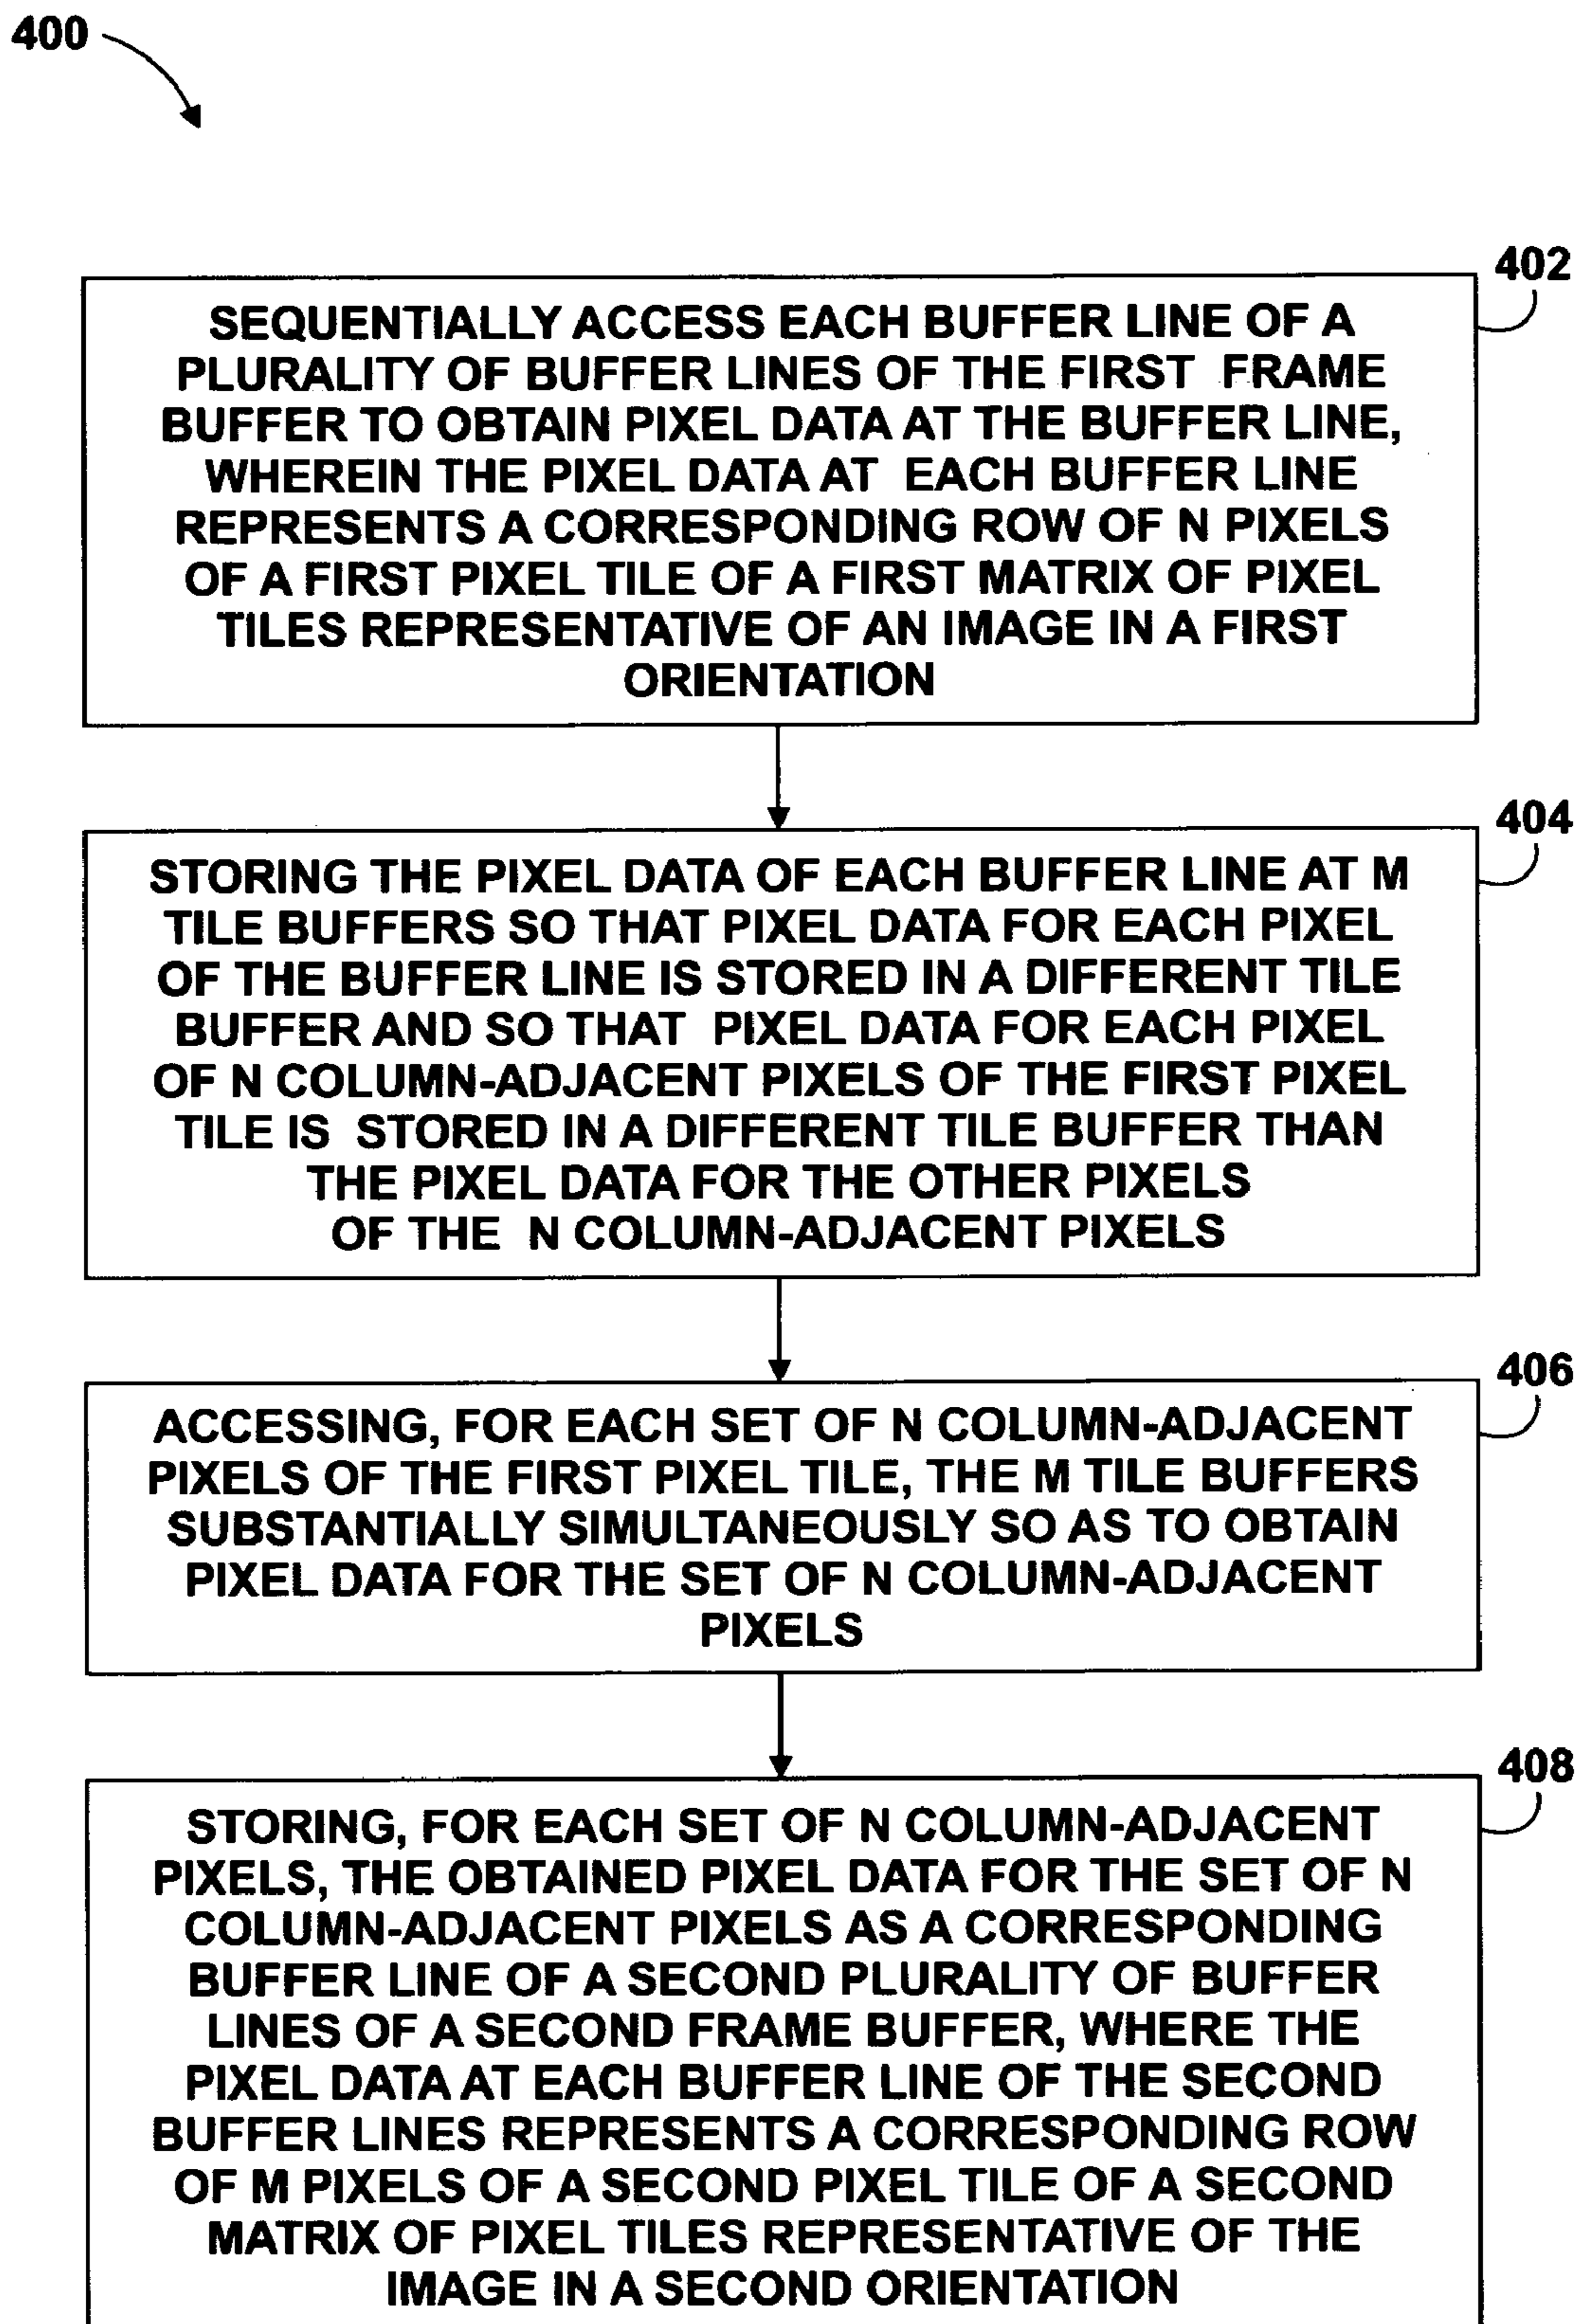 400
402
SEQUENTIALLY ACCESS EACH BUFFER LINE OF A
PLURALITY OF BUFFER LINES OF THE FIRST FRAME
BUFFER TO OBTAIN PIXEL DATA AT THE BUFFER LINE,
WHEREIN THE PIXEL DATA AT EACH BUFFER LINE
REPRESENTS A CORRESPONDING ROW OF N PIXELS
OF A FIRST PIXEL TILE OF A FIRST MATRIX OF PIXEL
TILES REPRESENTATIVE OF AN IMAGE IN A FIRST
ORIENTATION
404
STORING THE PIXEL DATA OF EACH BUFFER LINE AT M
TILE BUFFERS SO THAT PIXEL DATA FOR EACH PIXEL
OF THE BUFFER LINE IS STORED IN A DIFFERENT TILE
BUFFER AND SO THAT PIXEL DATA FOR EACH PIXEL
OF N COLUMN-ADJACENT PIXELS OF THE FIRST PIXEL
TILE IS STORED IN A DIFFERENT TILE BUFFER THAN
THE PIXEL DATA FOR THE OTHER PIXELS
OF THE N COLUMN-ADJACENT PIXELS
406
ACCESSING, FOR EACH SET OF N COLUMN-ADJACENT
PIXELS OF THE FIRST PIXEL TILE, THE M TILE BUFFERS
SUBSTANTIALLY SIMULTANEOUSLY SO AS TO OBTAIN
PIXEL DATA FOR THE SET OF N COLUMN-ADJACENT
PIXELS
408
STORING, FOR EACH SET OF N COLUMN-ADJACENT
PIXELS, THE OBTAINED PIXEL DATA FOR THE SET OF N
COLUMN-ADJACENT PIXELS AS A CORRESPONDING
BUFFER LINE OF A SECOND PLURALITY OF BUFFER
LINES OF A SECOND FRAME BUFFER, WHERE THE
PIXEL DATA AT EACH BUFFER LINE OF THE SECOND
BUFFER LINES REPRESENTS A CORRESPONDING ROW
OF M PIXELS OF A SECOND PIXEL TILE OF A SECOND
MATRIX OF PIXEL TILES REPRESENTATIVE OF THE
IMAGE IN A SECOND ORIENTATION